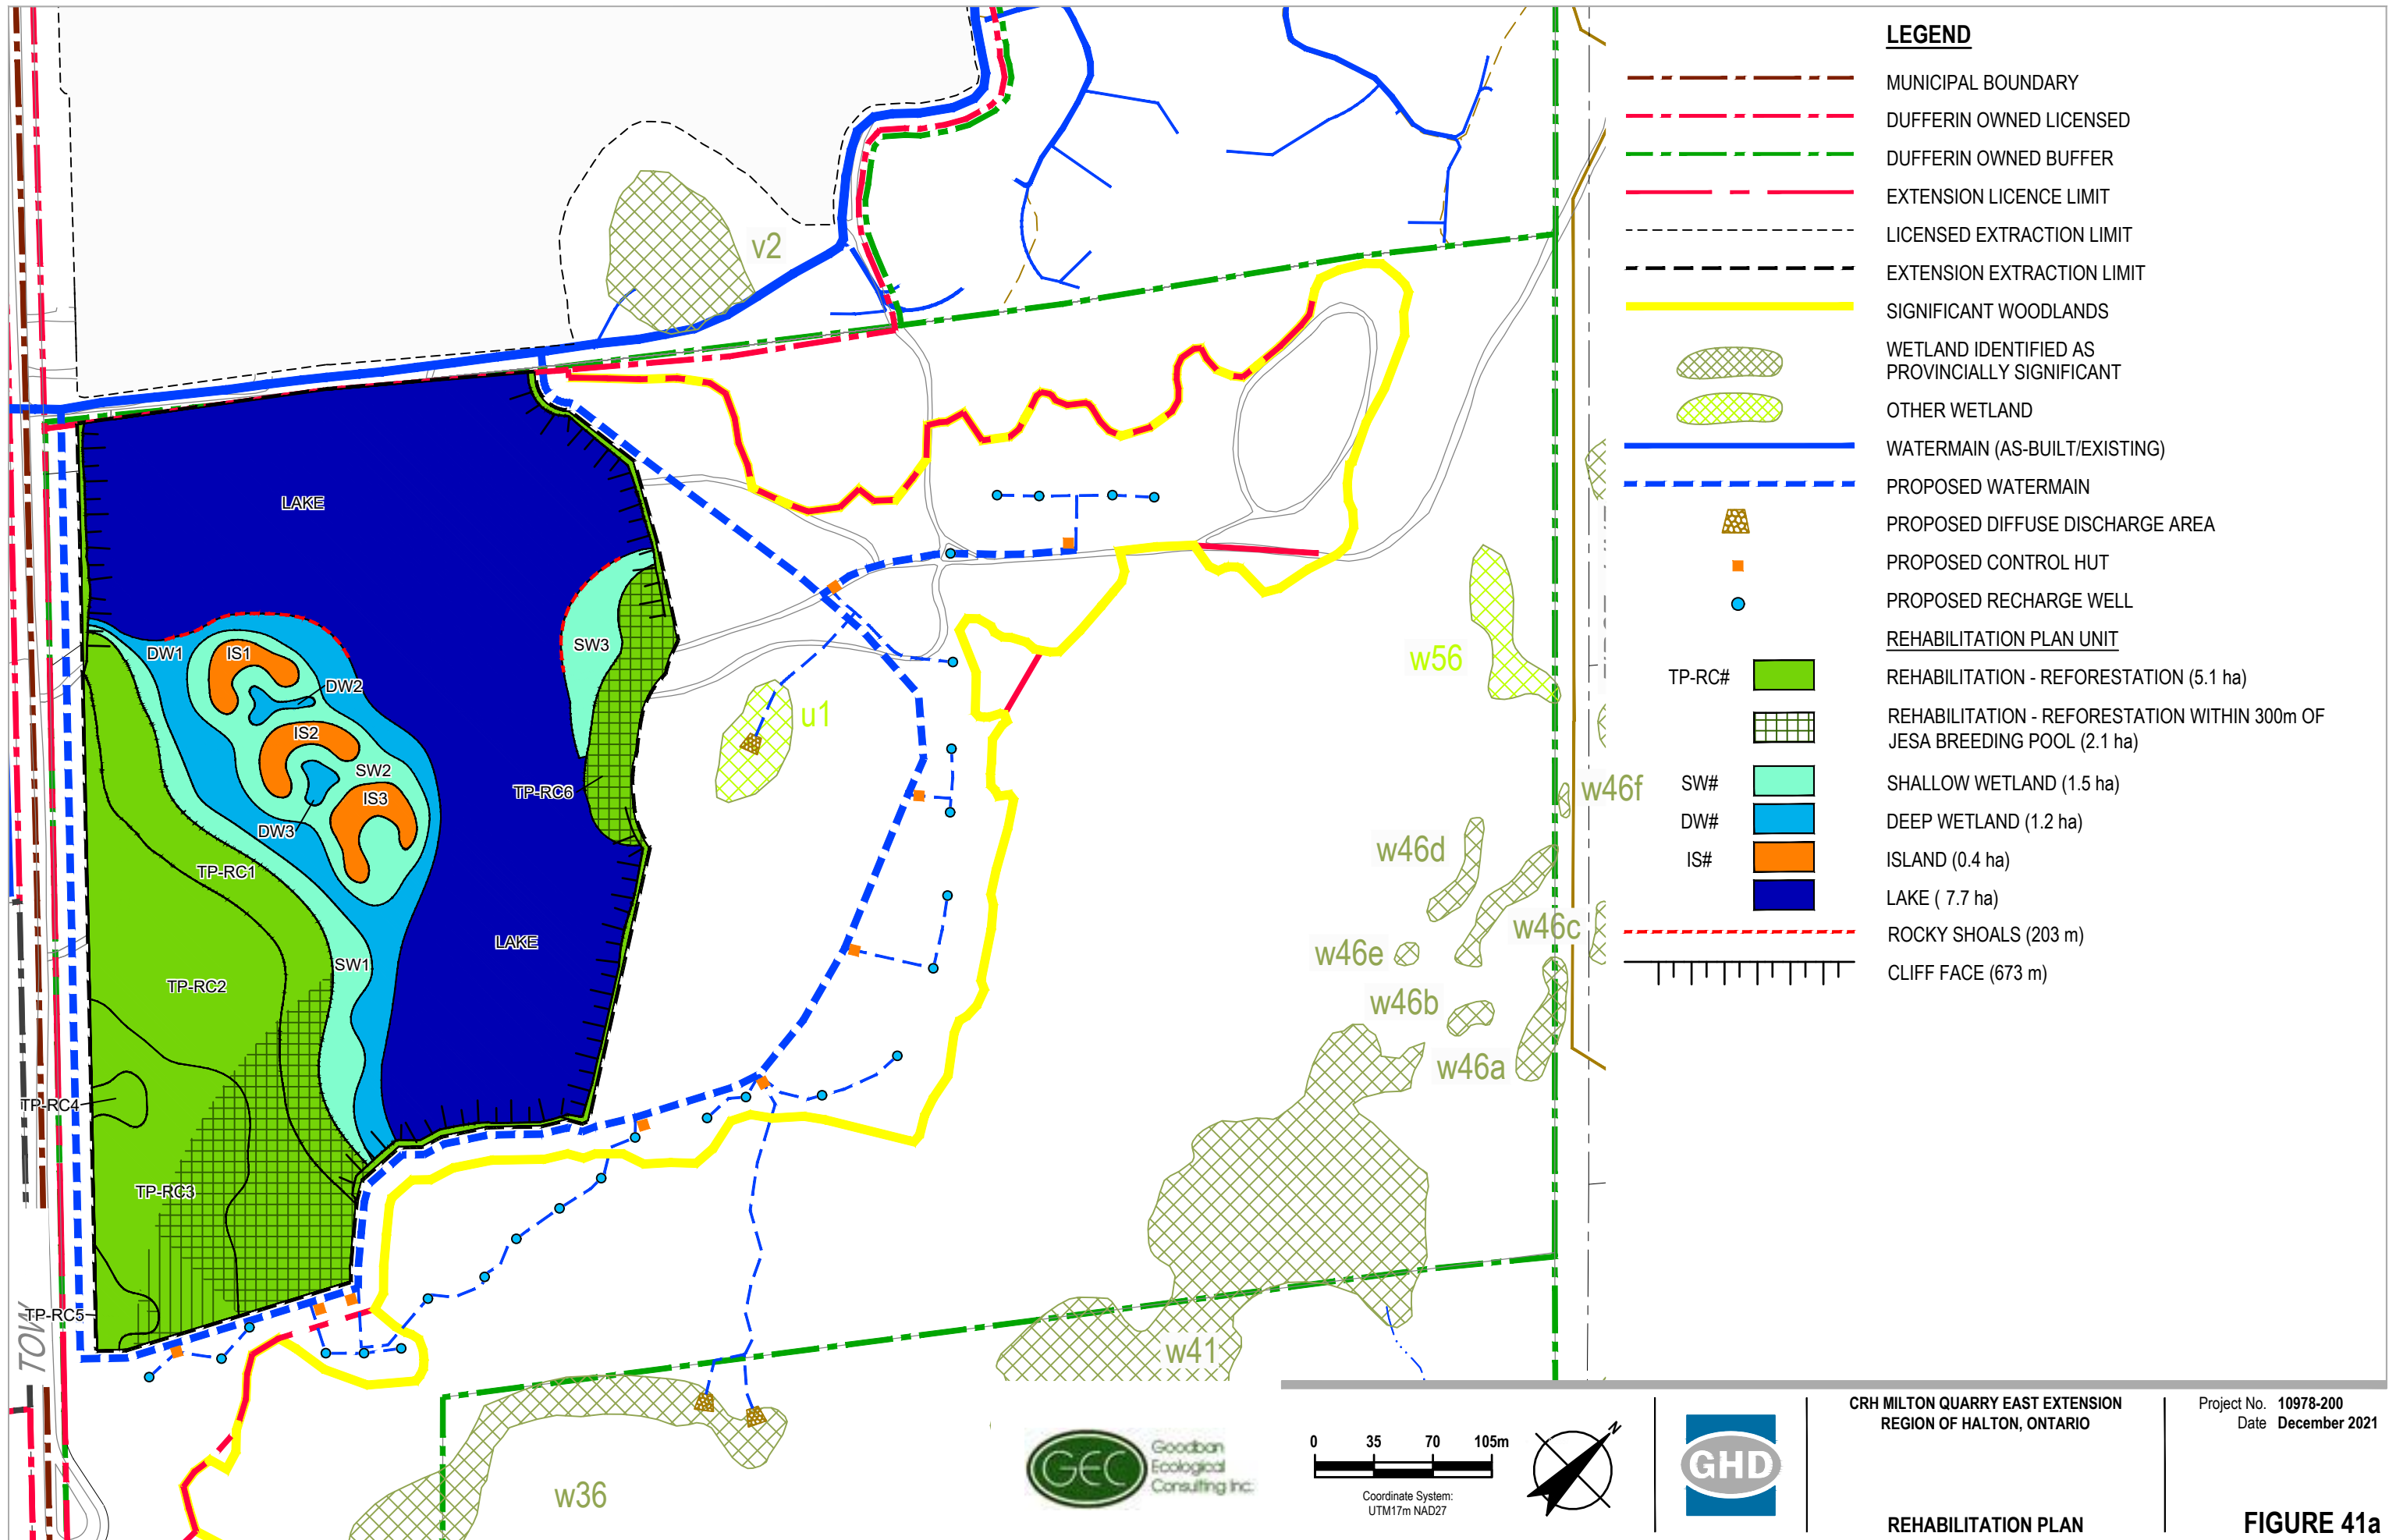 LEGEND
MUNICIPAL BOUNDARY
DUFFERIN OWNED LICENSED
DUFFERIN OWNED BUFFER
EXTENSION LICENCE LIMIT
LICENSED EXTRACTION LIMIT
EXTENSION EXTRACTION LIMIT
SIGNIFICANT WOODLANDS
WETLAND IDENTIFIED AS
PROVINCIALLY SIGNIFICANT
OTHER WETLAND
WATERMAIN (AS-BUILT/EXISTING)
PROPOSED WATERMAIN
PROPOSED DIFFUSE DISCHARGE AREA
PROPOSED CONTROL HUT
PROPOSED RECHARGE WELL
REHABILITATION PLAN UNIT
TP-RC# REHABILITATION - REFORESTATION (5.1 ha)
REHABILITATION - REFORESTATION WITHIN 300m OF
JESA BREEDING POOL (2.1 ha)
SW# SHALLOW WETLAND (1.5 ha)
DW# DEEP WETLAND (1.2 ha)
IS# ISLAND (0.4 ha)
LAKE ( 7.7 ha)
ROCKY SHOALS (203 m)
CLIFF FACE (673 m)
v2
LAKE
SW3
DW1
IS1
DW2
IS2
SW2
IS3
DW3
TP-RC6
u1
w56
w46f
w46d
w46c
w46e
w46b
w46a
TP-RC1
LAKE
SW1
TP-RC2
TP-RC4
TP-RC3
TP-RC5
TOW
w41
w36
GEC
Goodban
Ecological
Consulting Inc.
0 35 70 105m
Coordinate System:
UTM17m NAD27
N
GHD
CRH MILTON QUARRY EAST EXTENSION
REGION OF HALTON, ONTARIO
REHABILITATION PLAN
Project No. 10978-200
Date December 2021
FIGURE 41a